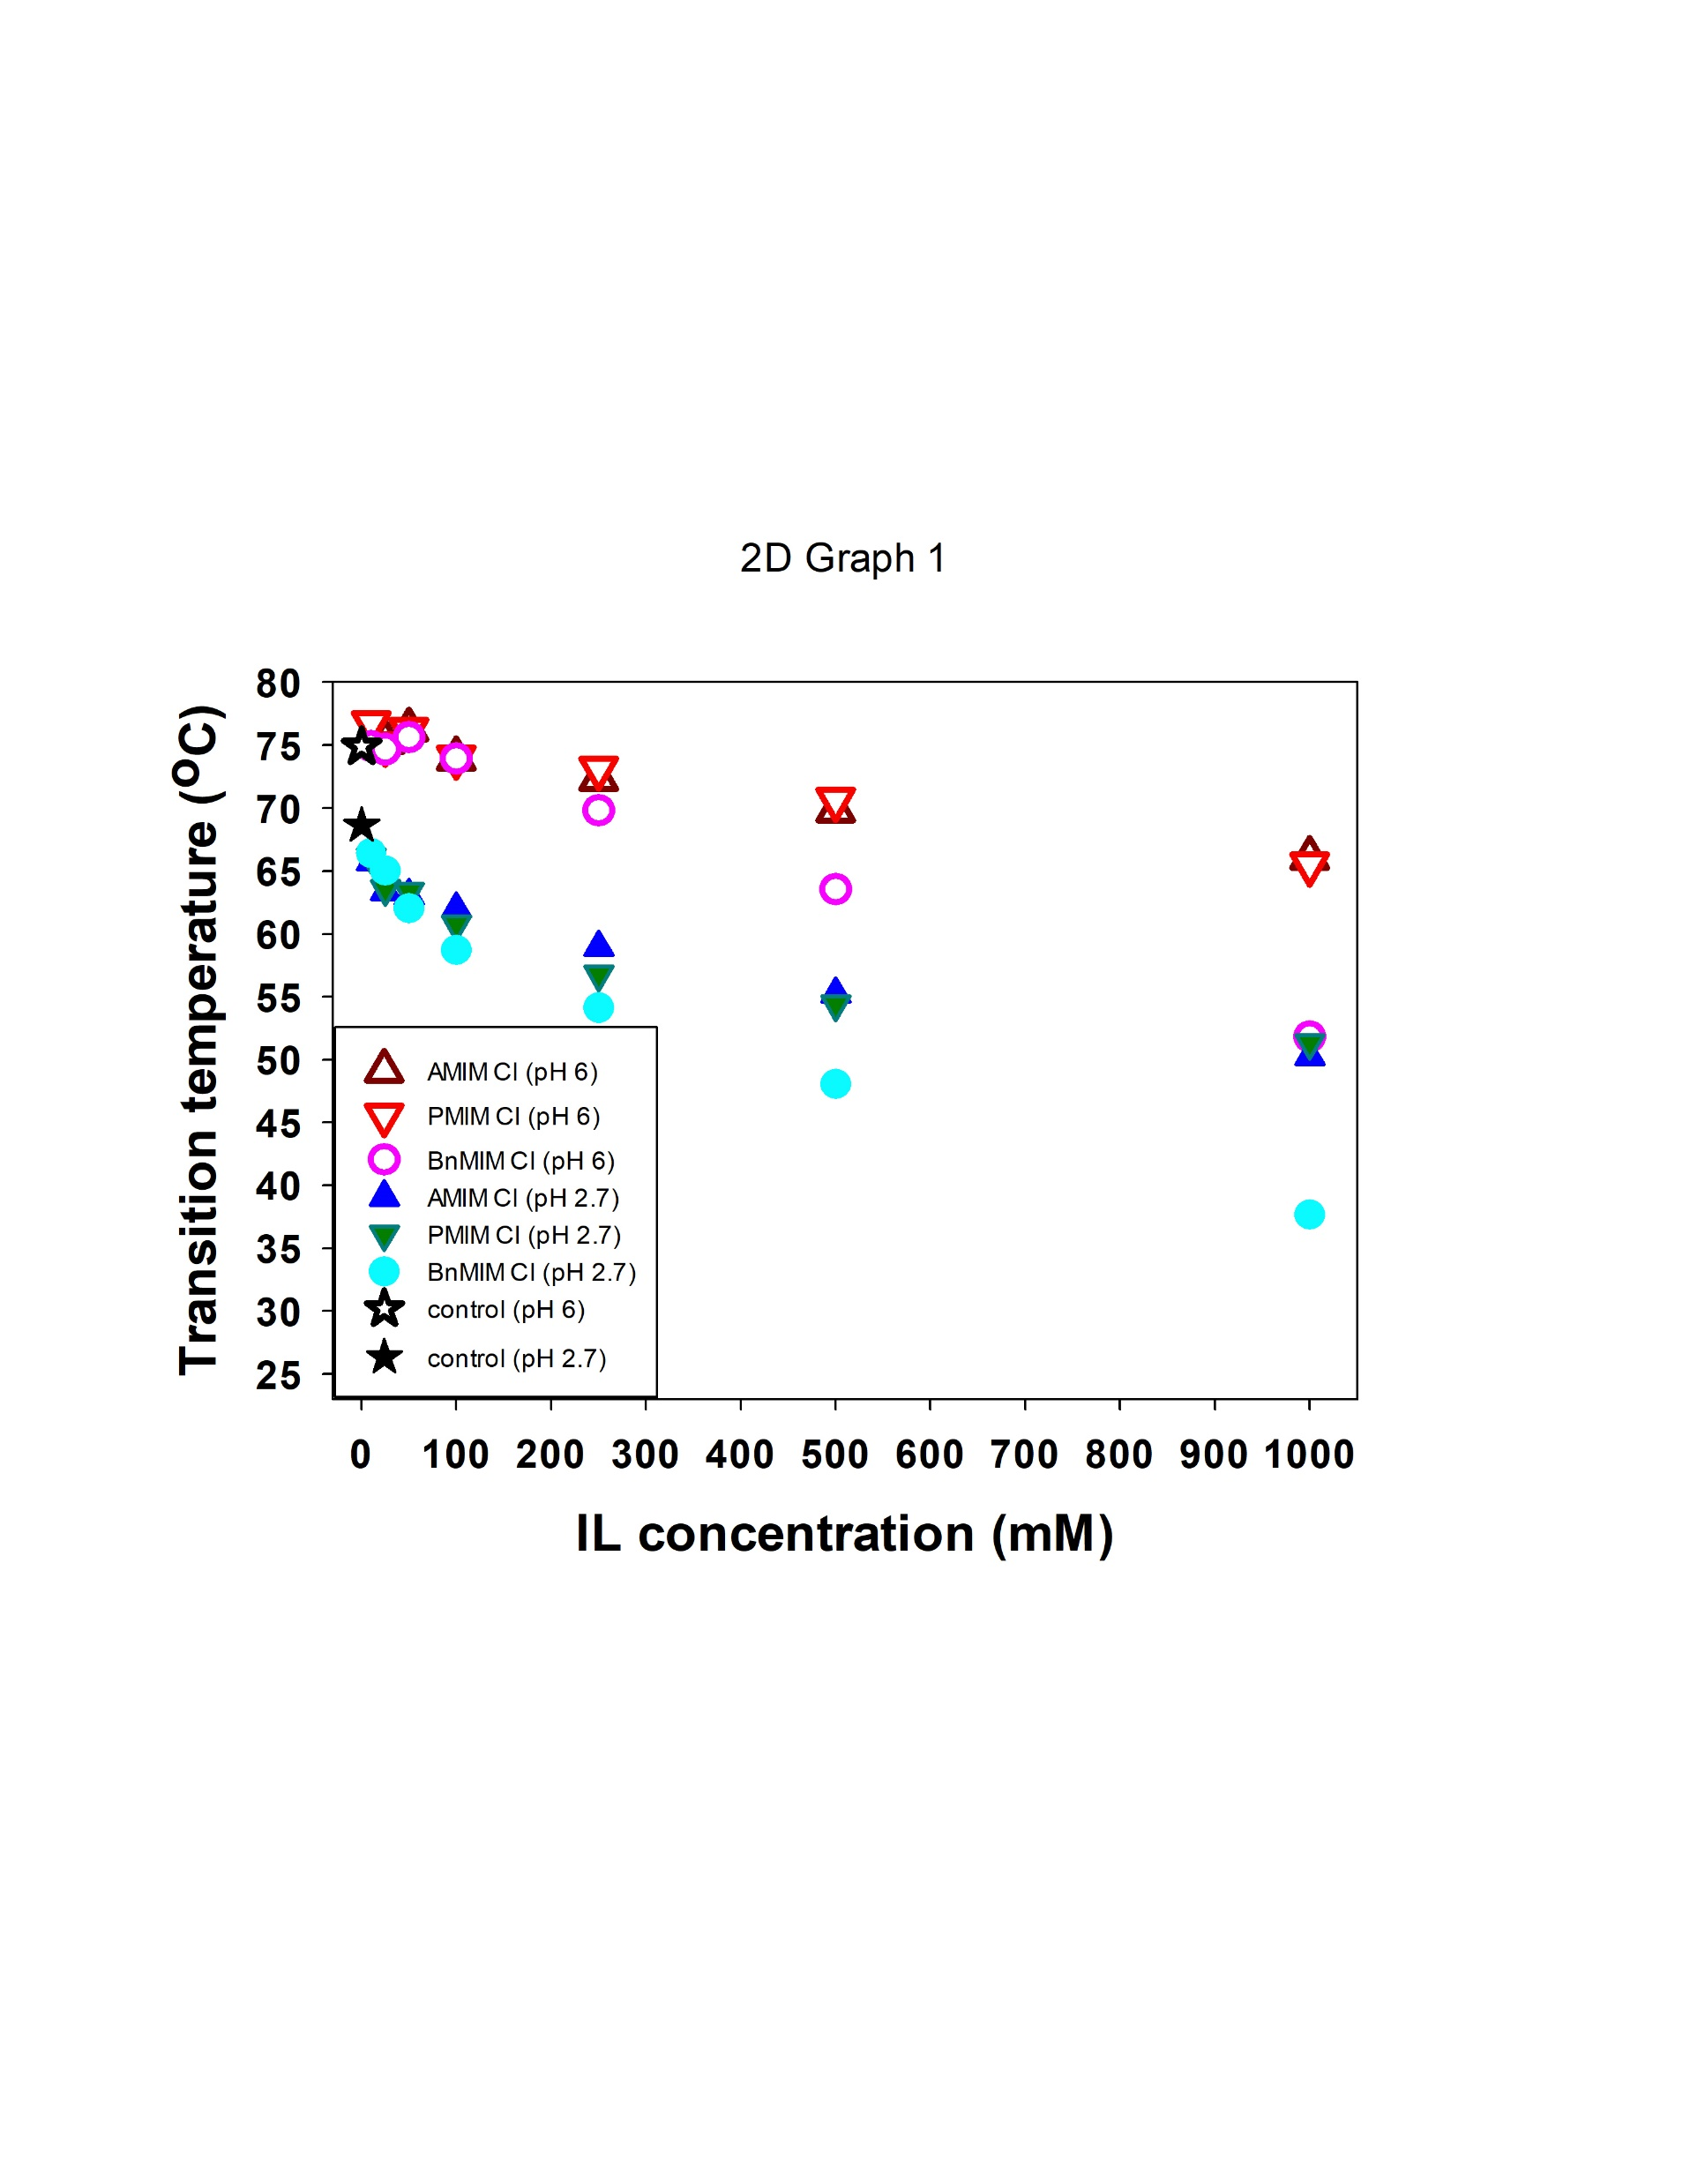 2D Graph 1
Transition temperature (°C)
80
75
70
65
60
55
50
45
40
35
30
25
AMIM Cl (pH 6)
PMIM Cl (pH 6)
BnMIM Cl (pH 6)
AMIM Cl (pH 2.7)
PMIM Cl (pH 2.7)
BnMIM Cl (pH 2.7)
control (pH 6)
control (pH 2.7)
0 100 200 300 400 500 600 700 800 900 1000
IL concentration (mM)